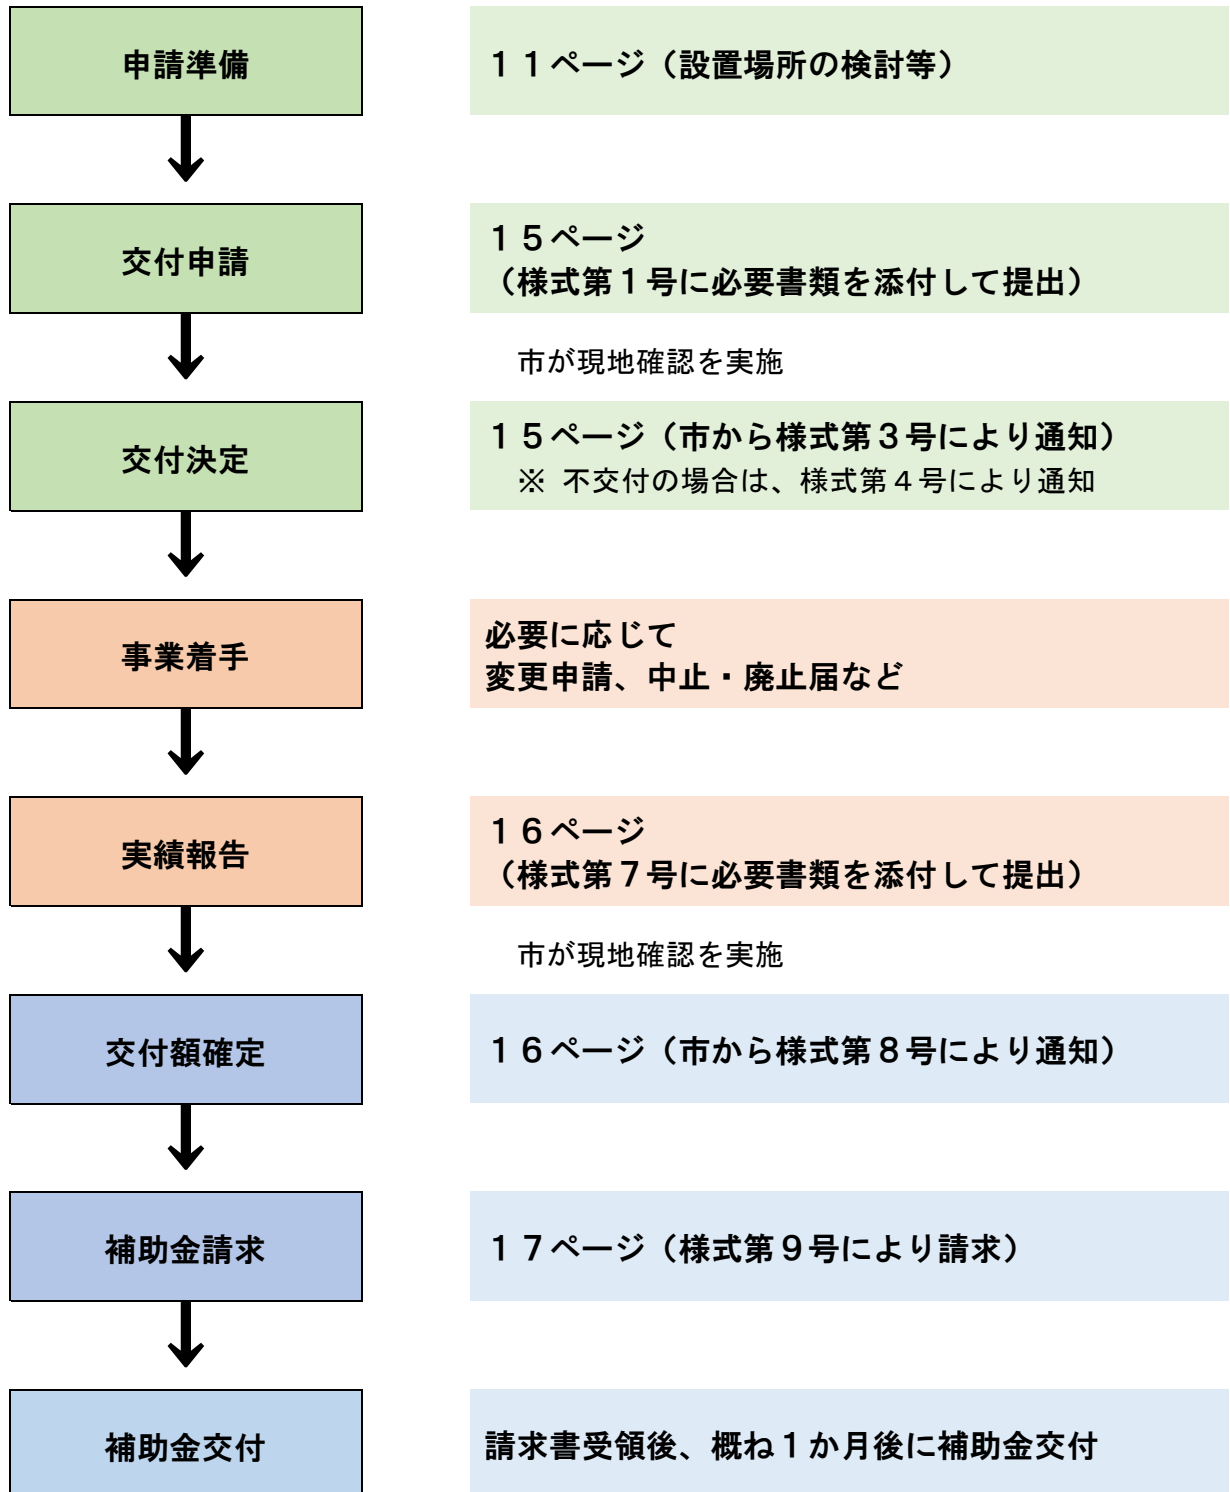 申請準備
１１ページ（設置場所の検討等）
交付申請
１５ページ
（様式第１号に必要書類を添付して提出）
市が現地確認を実施
交付決定
１５ページ（市から様式第３号により通知）
※ 不交付の場合は、様式第４号により通知
事業着手
必要に応じて
変更申請、中止・廃止届など
実績報告
１６ページ
（様式第７号に必要書類を添付して提出）
市が現地確認を実施
交付額確定
１６ページ（市から様式第８号により通知）
補助金請求
１７ページ（様式第９号により請求）
補助金交付
請求書受領後、概ね１か月後に補助金交付